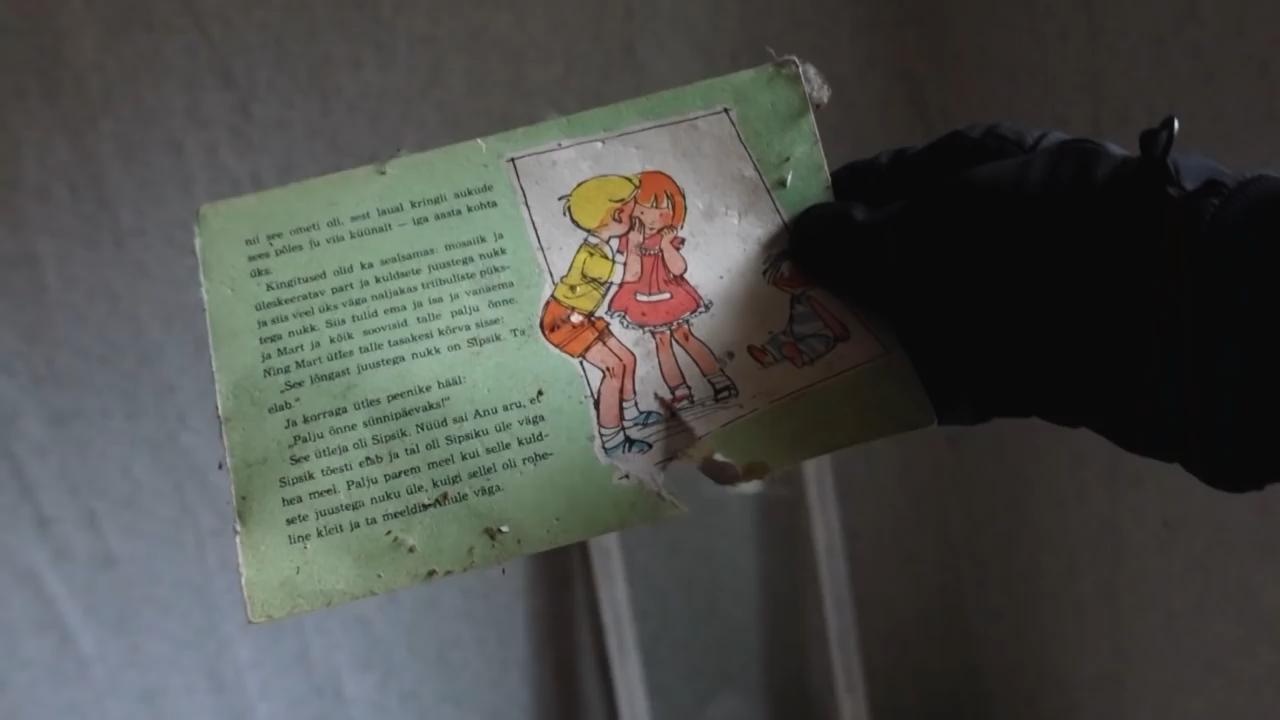 nii see ometi oli, sest laual kringli aukude
sees põles ju viis küünalt — iga aasta kohta
üks.
Kingitused olid ka sealsamas: mosaiik ja
üleskeeratav part ja kuldsete juustega nukk
ja siis veel üks väga naljakas triibuliste püks-
tega nukk. Siis tulid ema ja isa ja vanaema
ja Mart ja kõik soovisid talle palju õnne.
Ning Mart ütles talle tasakesi kõrva sisse:
„See lõngast juustega nukk on Sipsik. Ta
elab."
Ja korraga ütles peenike hääl:
„Palju õnne sünnipäevaks!"
See ütleja oli Sipsik. Nüüd sai Anu aru, et
Sipsik tõesti elab ja tal oli Sipsiku üle väga
hea meel. Palju parem meel kui selle kuld-
sete juustega nuku üle, kuigi sellel oli rohe-
line kleit ja ta meeldis Anule väga.